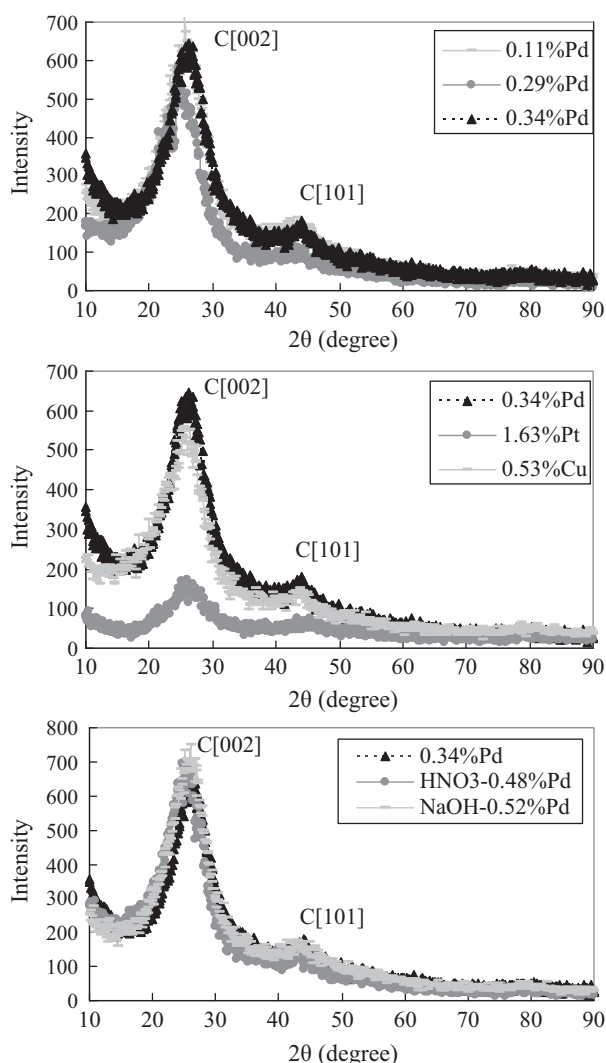 700
600
500
400
300
200
100
0
Intensity
C[002]
C[101]
0.11%Pd
0.29%Pd
0.34%Pd
10 20 30 40 50 60 70 80 90
2θ (degree)
700
600
500
400
300
200
100
0
Intensity
C[002]
C[101]
0.34%Pd
1.63%Pt
0.53%Cu
10 20 30 40 50 60 70 80 90
2θ (degree)
800
700
600
500
400
300
200
100
0
Intensity
C[002]
C[101]
0.34%Pd
HNO3-0.48%Pd
NaOH-0.52%Pd
10 20 30 40 50 60 70 80 90
2θ (degree)